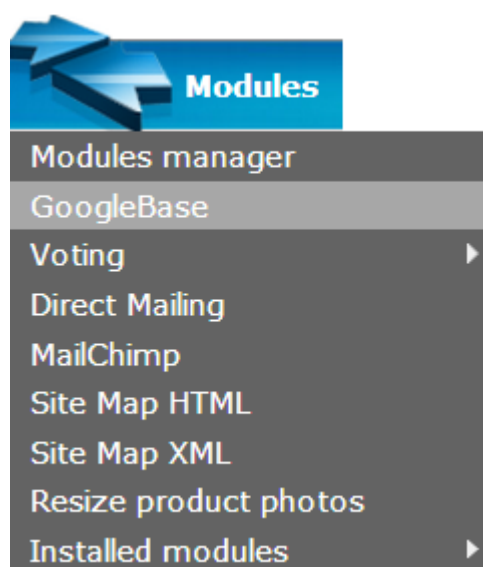 Modules
Modules manager
GoogleBase
Voting
Direct Mailing
MailChimp
Site Map HTML
Site Map XML
Resize product photos
Installed modules